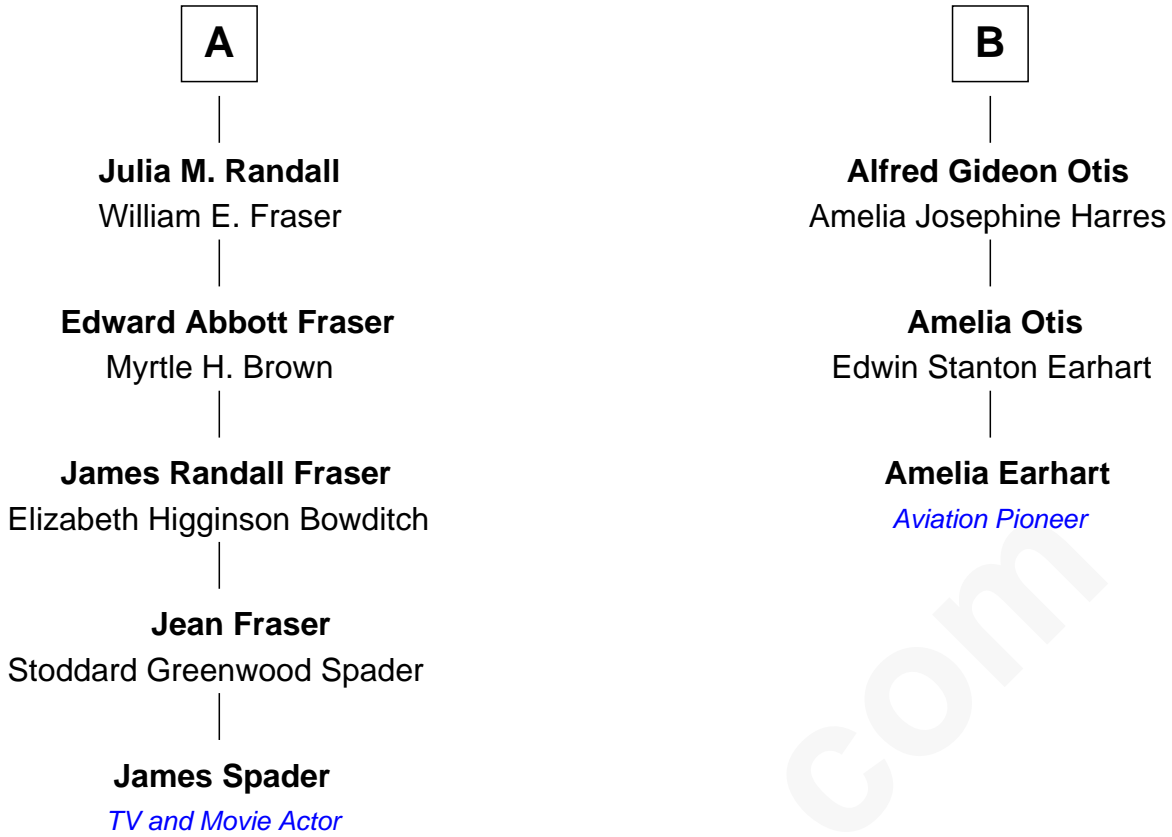 A
Julia M. Randall
William E. Fraser
Edward Abbott Fraser
Myrtle H. Brown
James Randall Fraser
Elizabeth Higginson Bowditch
Jean Fraser
Stoddard Greenwood Spader
James Spader
TV and Movie Actor
B
Alfred Gideon Otis
Amelia Josephine Harres
Amelia Otis
Edwin Stanton Earhart
Amelia Earhart
Aviation Pioneer
com